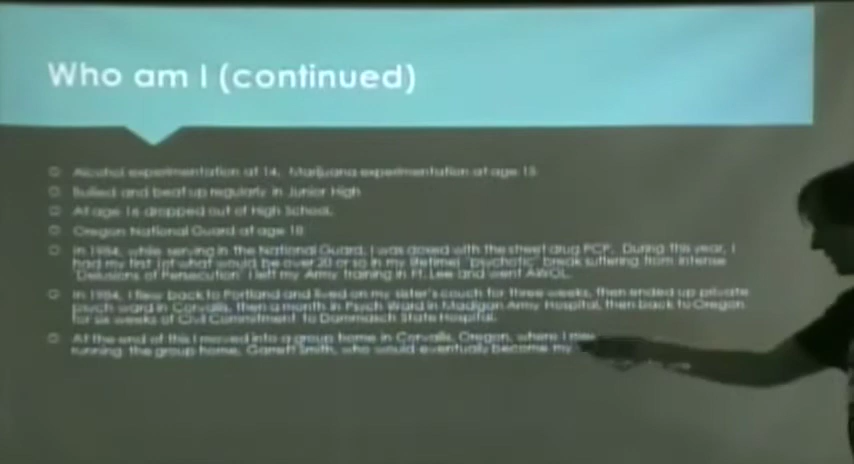 Who am I (continued)
Alcohol experimentation at 14. Marijuana experimentation at age 15
Bullied and beat up regularly in Junior High
At age 16 dropped out of High School.
Oregon National Guard at age 18
In 1984, while serving in the National Guard, I was dosed with the street drug PCP. During this year, I
had my first (of what would be over 20 or so in my lifetime) "psychotic" break suffering from intense
"Delusions of Persecution" I left my Army training in Ft. Lee and went AWOL.
In 1984, I flew back to Portland and lived on my sister's couch for three weeks, then ended up private
psych ward in Corvallis, then a month in Psych Ward in Madigan Army Hospital, then back to Oregon
for six weeks of Civil Commitment to Dammasch State Hospital.
At the end of this I moved into a group home in Corvallis, Oregon, where I
running the group home, Garrett Smith, who would eventually become my